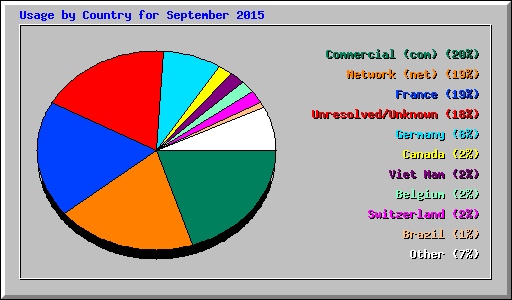 Usage by Country for September 2015
Commercial (com) (20%)
Network (net) (19%)
France (19%)
Unresolved/Unknown (18%)
Germany (8%)
Canada (2%)
Viet Nam (2%)
Belgium (2%)
Switzerland (2%)
Brazil (1%)
Other (7%)